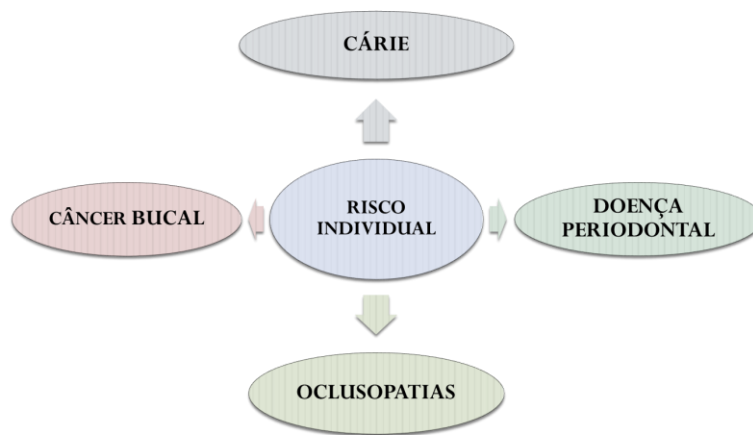 CÁRIE
CÂNCER BUCAL
RISCO
INDIVIDUAL
DOENÇA
PERIODONTAL
OCLUSOPATIAS